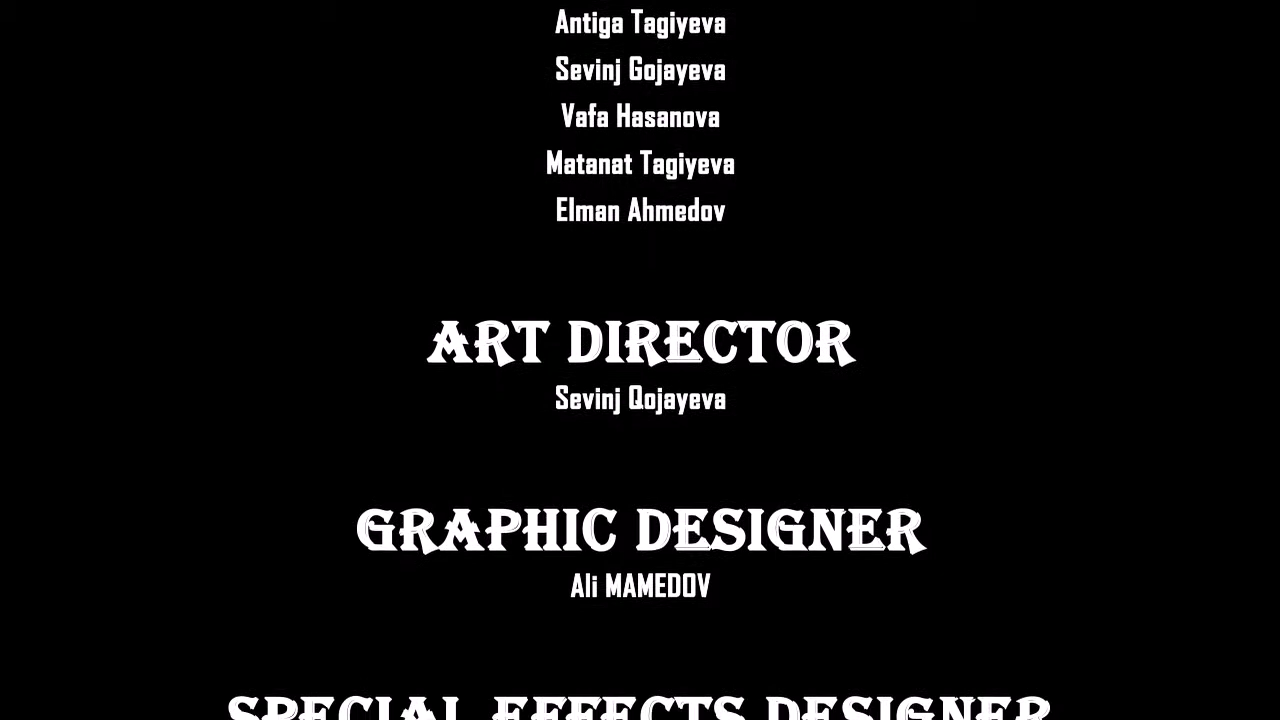 Antiga Tagiyeva
Sevinj Gojayeva
Vafa Hasanova
Matanat Tagiyeva
Elman Ahmedov
ART DIRECTOR
Sevinj Qojayeva
GRAPHIC DESIGNER
Ali MAMEDOV
SPECIAL EFFECTS DESIGNER